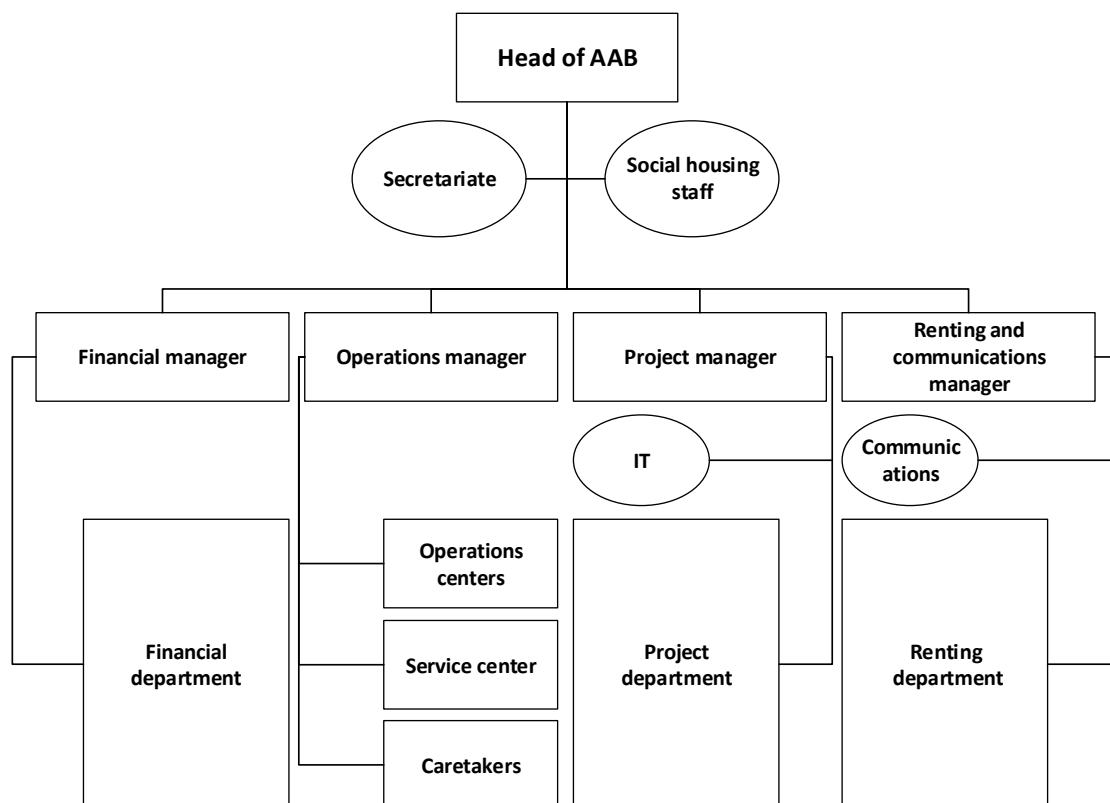 Head of AAB
Secretariate
Social housing
staff
Financial manager
Operations manager
Project manager
Renting and
communications
manager
IT
Communic
ations
Operations
centers
Financial
department
Service center
Project
department
Renting
department
Caretakers